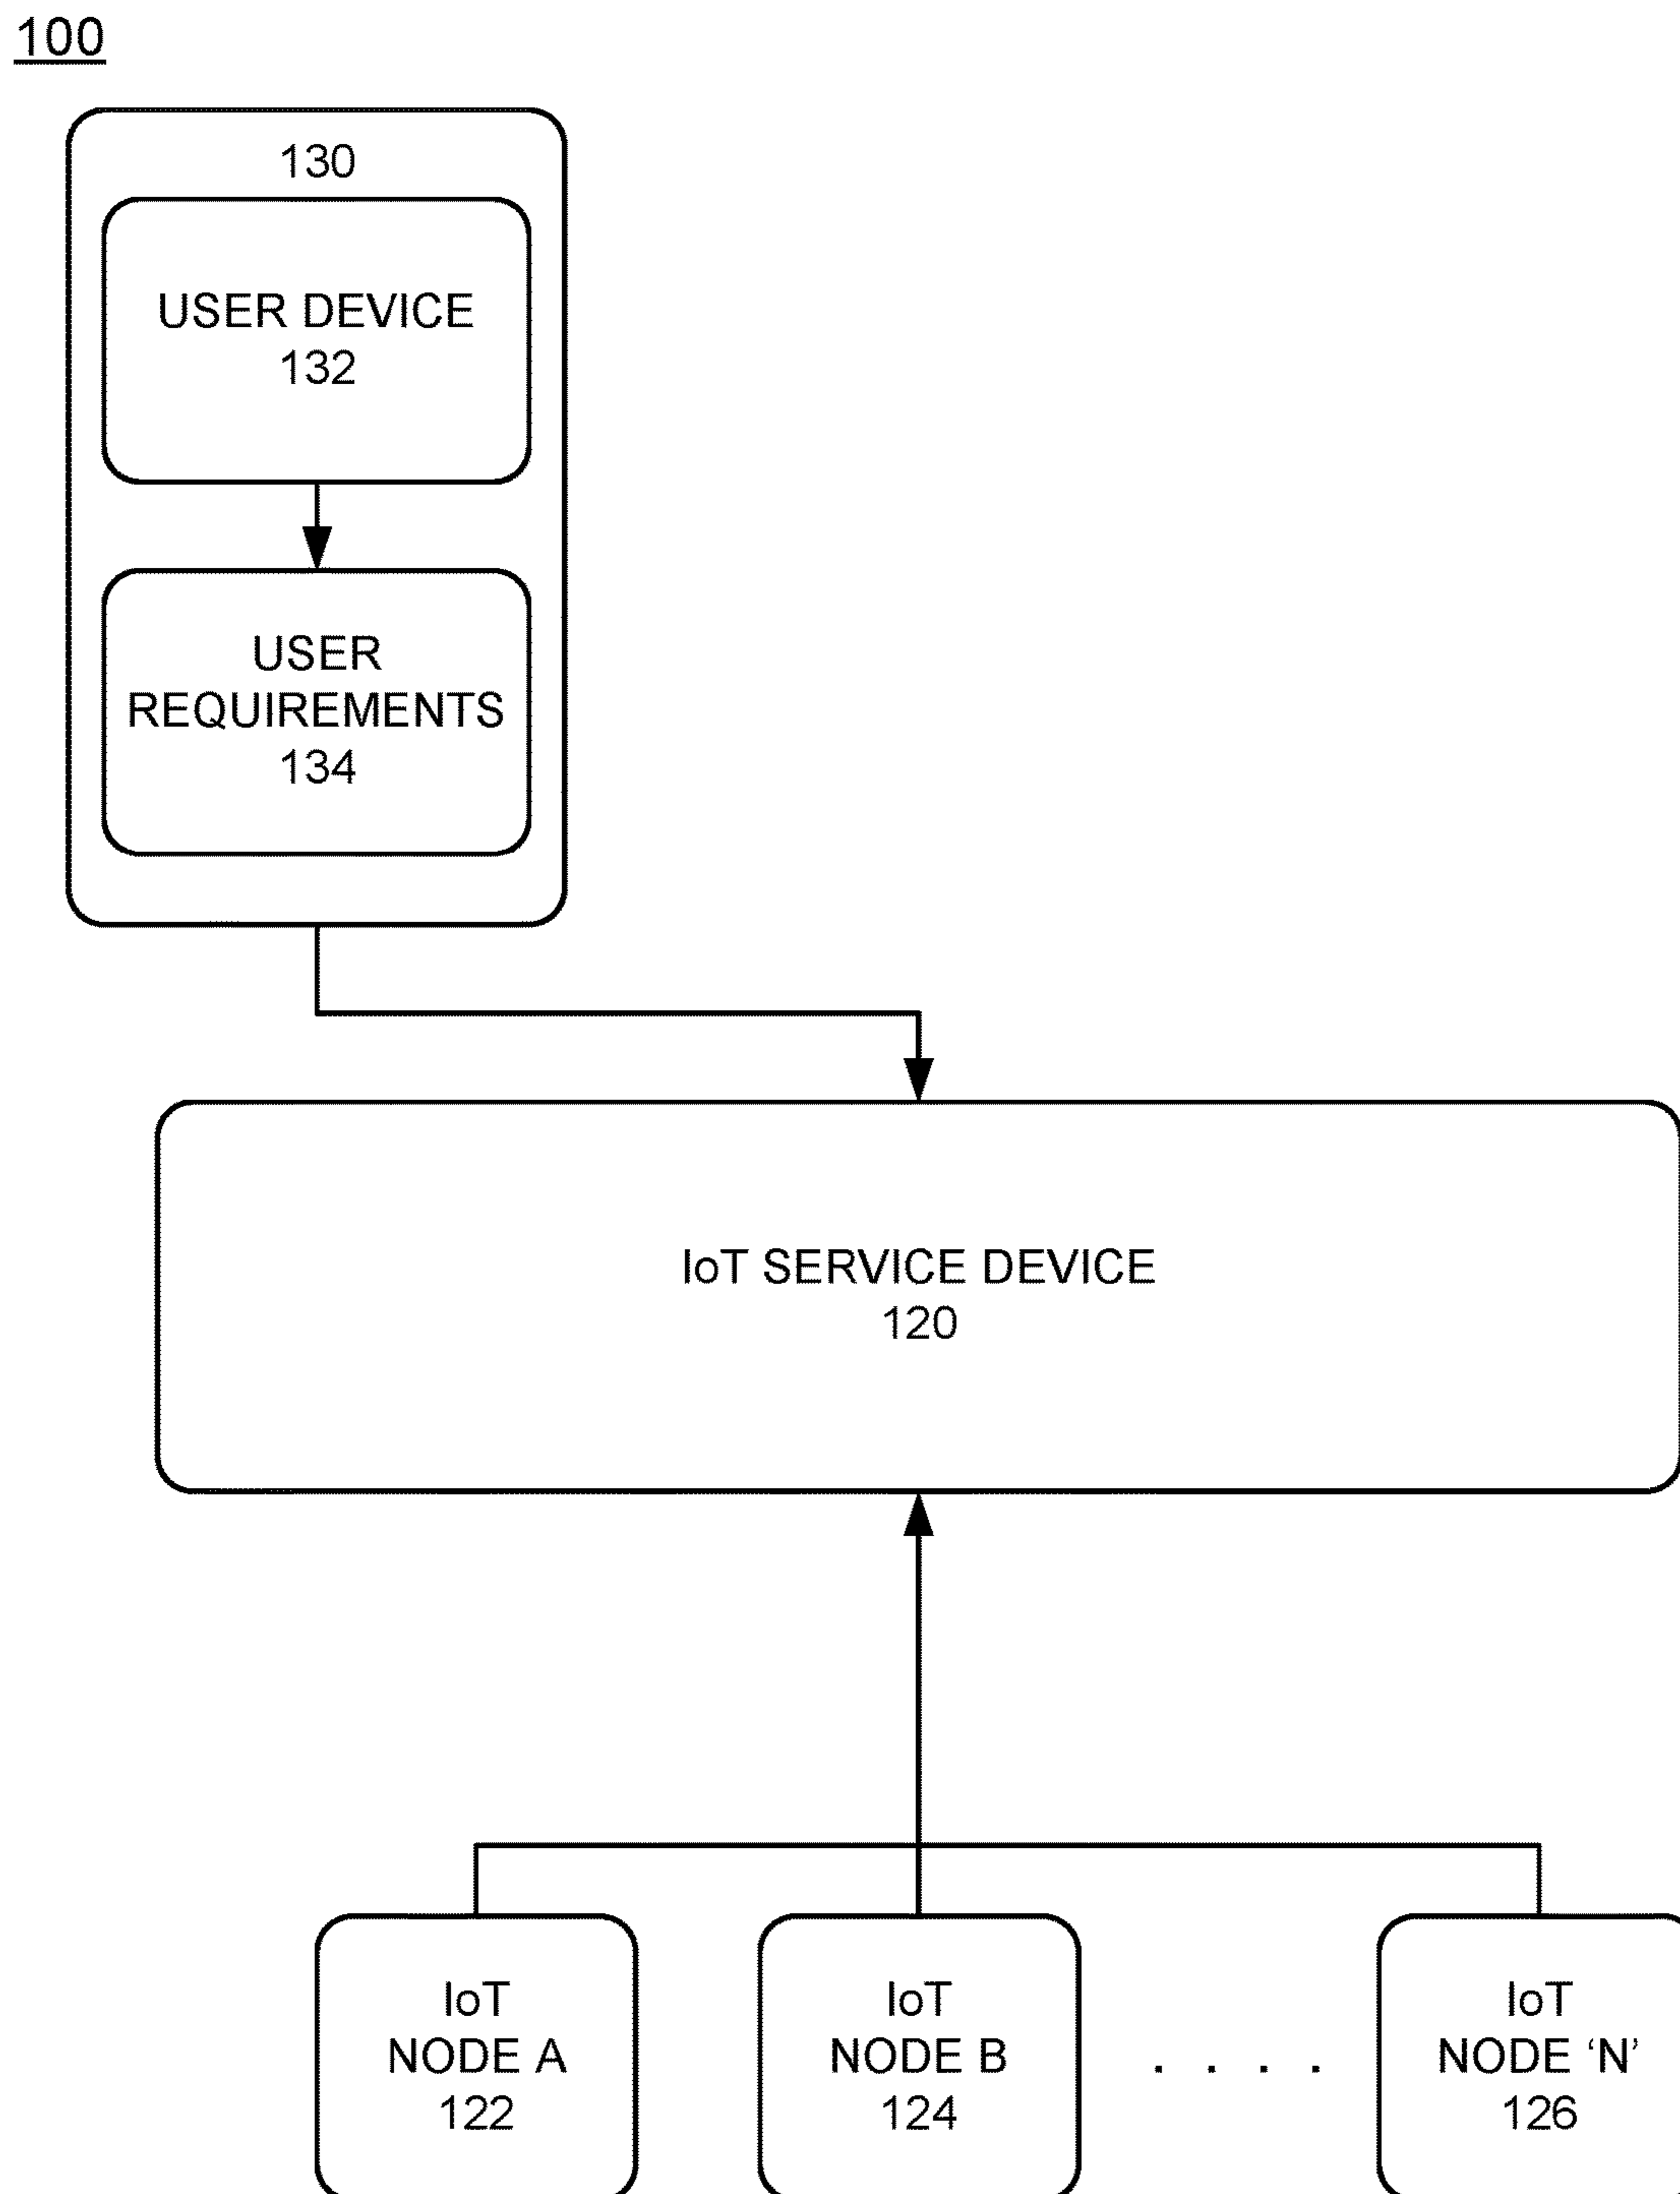 100
130
USER DEVICE
132
USER
REQUIREMENTS
134
IoT SERVICE DEVICE
120
IoT
NODE A
122
IoT
NODE B
124
. . . .
IoT
NODE ‘N’
126